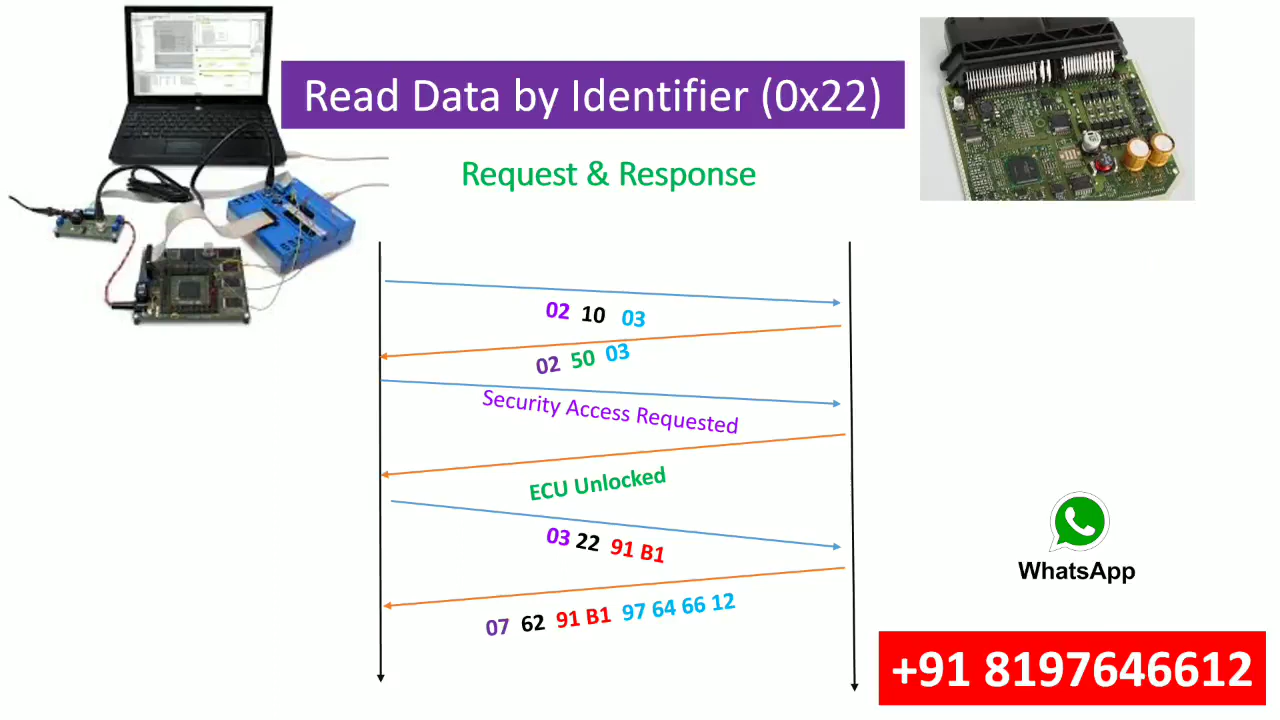 Read Data by Identifier (0x22)
Request & Response
02 10 03
02 50 03
Security Access Requested
ECU Unlocked
03 22 91 B1
07 62 91 B1 97 64 66 12
WhatsApp
+91 8197646612